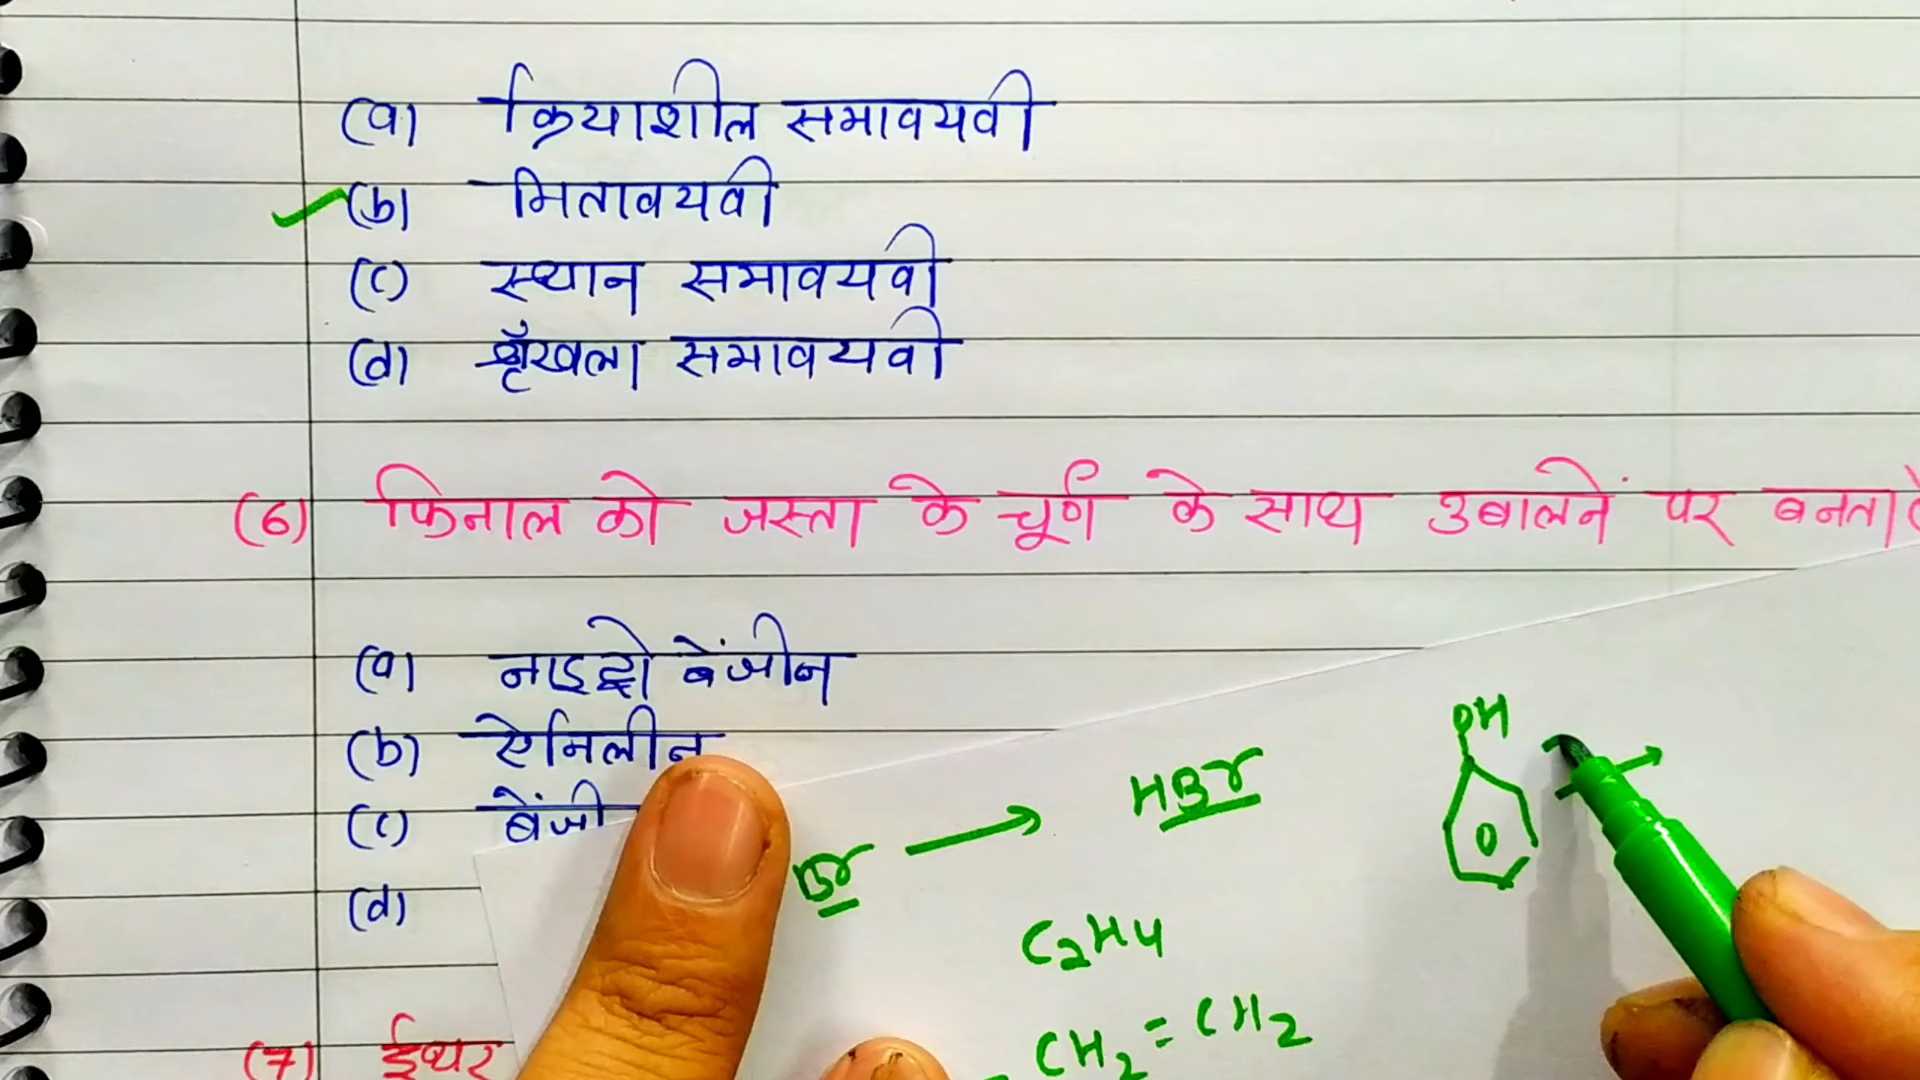 (a) क्रियाशील समावयवी
(b) मितावयवी
(c) स्थान समावयवी
(d) श्रृँखला समावयवी
(6) फिनाल को जस्ता के चूर्ण के साथ उबालनें पर बनता है
(a) नाइट्रो बेंजीन
(b) ऐनिलीन
(c) बेंजी
(d)
(7) ईथर
Br → HBr
C2H4
CH2=CH2
OH
+